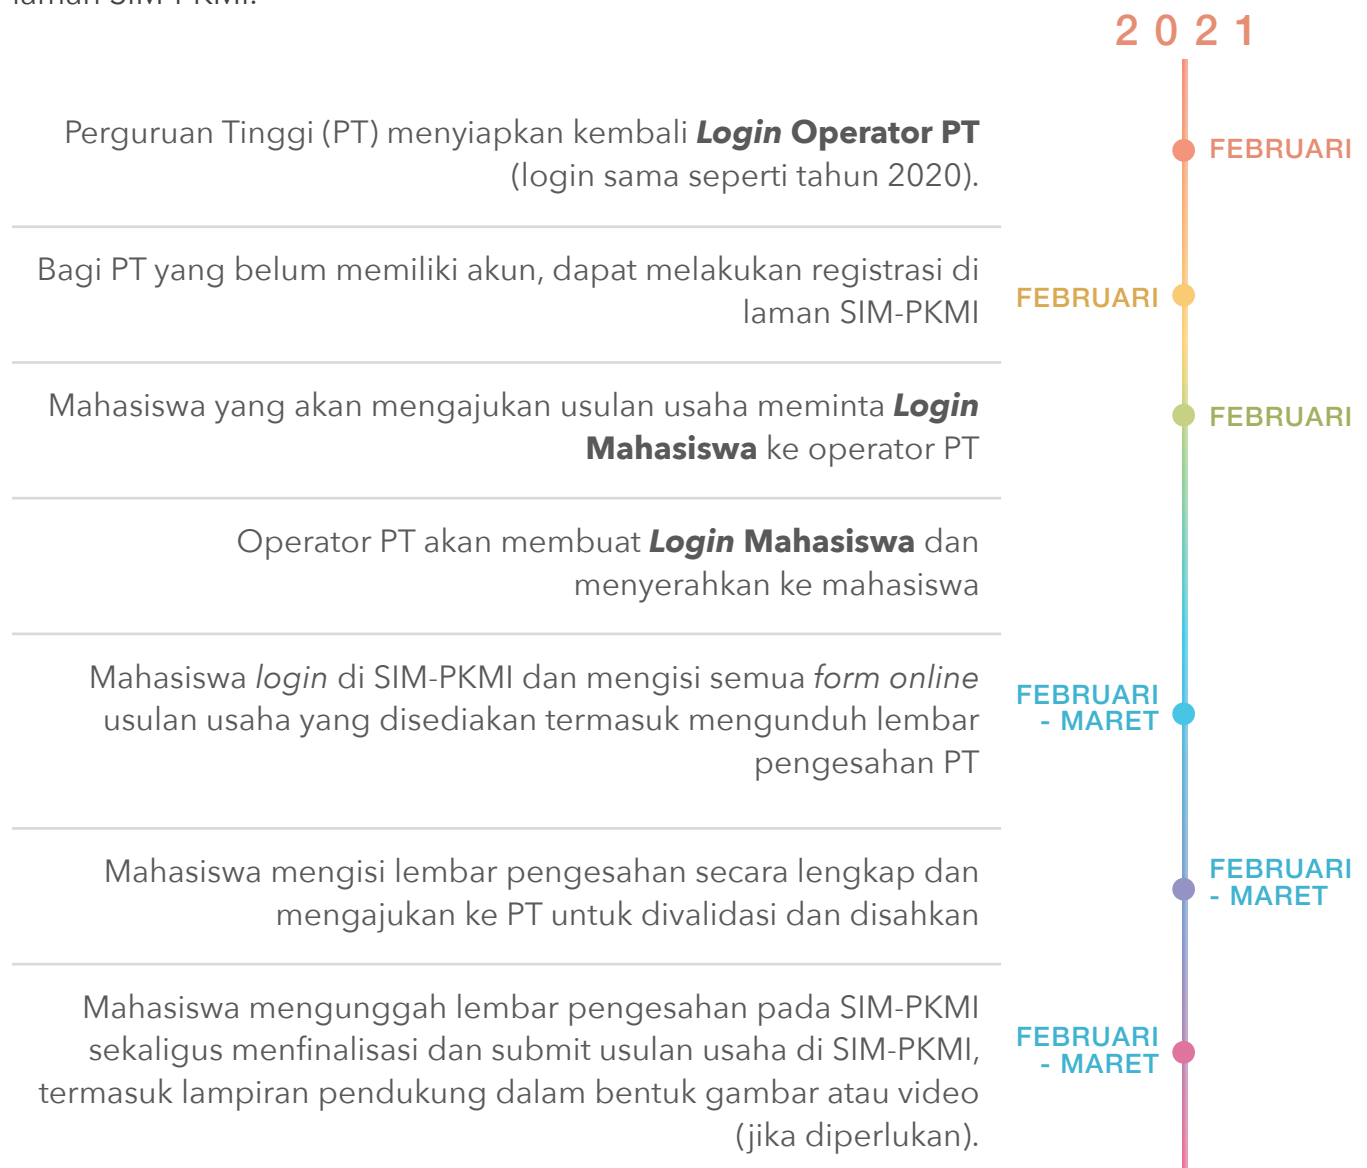 laman SIM-PKMI.
2021
Perguruan Tinggi (PT) menyiapkan kembali Login Operator PT
(login sama seperti tahun 2020).
FEBRUARI
Bagi PT yang belum memiliki akun, dapat melakukan registrasi di
laman SIM-PKMI
FEBRUARI
Mahasiswa yang akan mengajukan usulan usaha meminta Login
Mahasiswa ke operator PT
FEBRUARI
Operator PT akan membuat Login Mahasiswa dan
menyerahkan ke mahasiswa
Mahasiswa login di SIM-PKMI dan mengisi semua form online
usulan usaha yang disediakan termasuk mengunduh lembar
pengesahan PT
FEBRUARI
- MARET
Mahasiswa mengisi lembar pengesahan secara lengkap dan
mengajukan ke PT untuk divalidasi dan disahkan
FEBRUARI
- MARET
Mahasiswa mengunggah lembar pengesahan pada SIM-PKMI
sekaligus menfinalisasi dan submit usulan usaha di SIM-PKMI,
termasuk lampiran pendukung dalam bentuk gambar atau video
(jika diperlukan).
FEBRUARI
- MARET